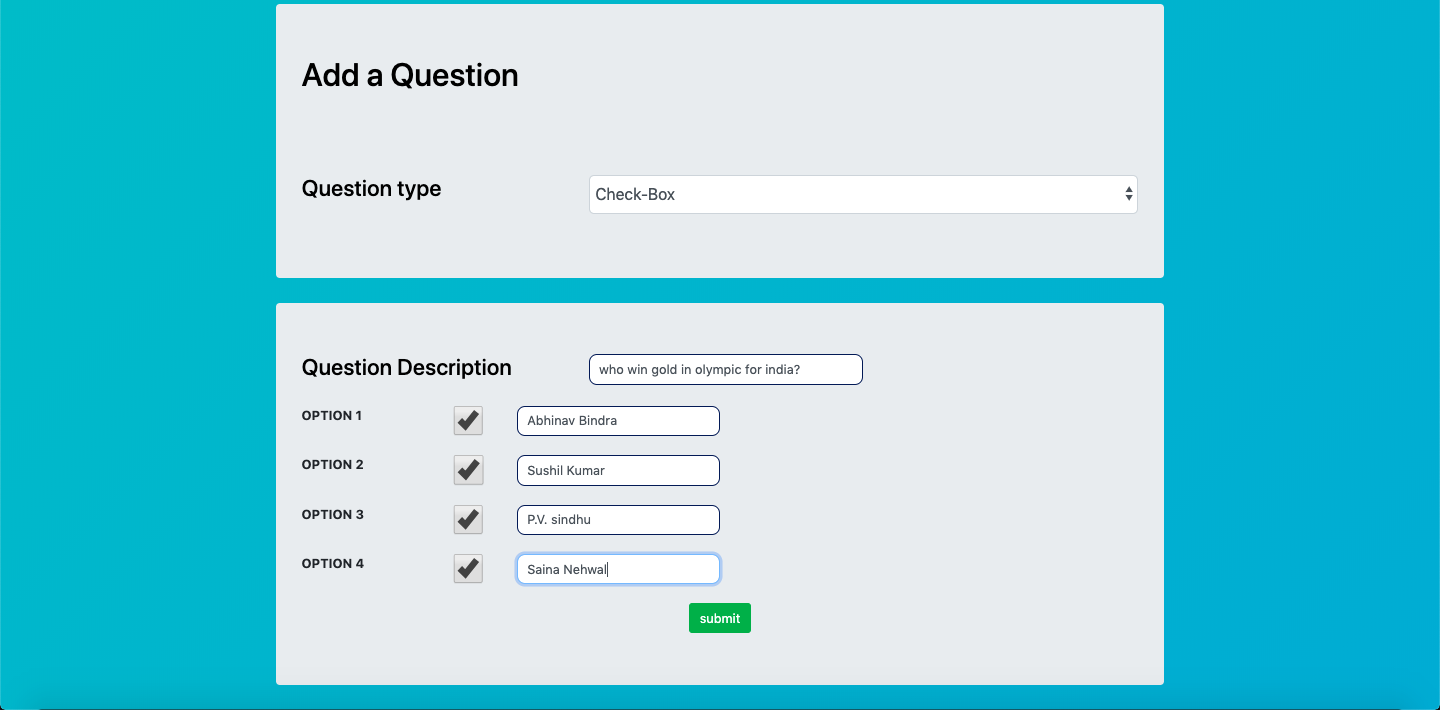 Add a Question
Question type
Check-Box
Question Description
who win gold in olympic for india?
OPTION 1
Abhinav Bindra
OPTION 2
Sushil Kumar
OPTION 3
P.V. sindhu
OPTION 4
Saina Nehwal
submit